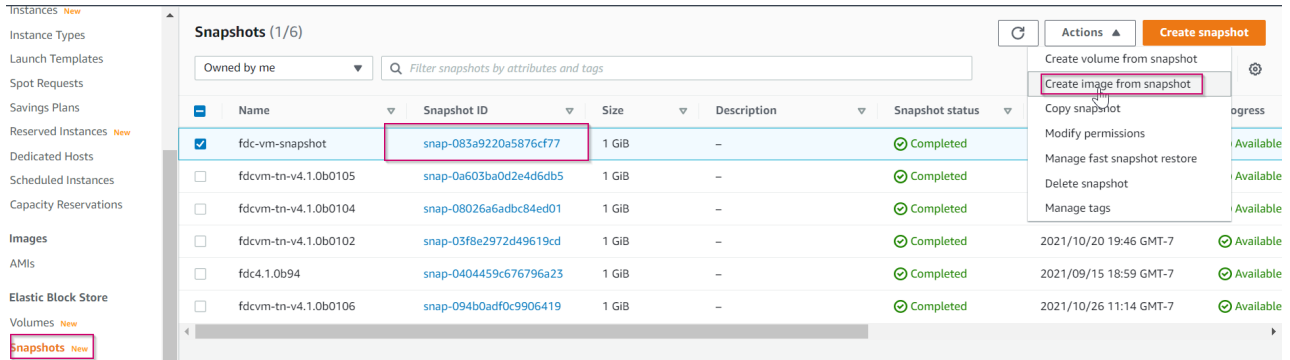 Instances New
Instance Types
Launch Templates
Spot Requests
Savings Plans
Reserved Instances New
Dedicated Hosts
Scheduled Instances
Capacity Reservations
Images
AMIs
Elastic Block Store
Volumes New
Snapshots New
Snapshots (1/6)
Actions
Create snapshot
Owned by me
Filter snapshots by attributes and tags
Create volume from snapshot
Create image from snapshot
Copy snapshot
Modify permissions
Manage fast snapshot restore
Delete snapshot
Manage tags
Name Snapshot ID Size Description Snapshot status ogress
fdc-vm-snapshot snap-083a9220a5876cf77 1 GiB – Completed Available
fdcvm-tn-v4.1.0b0105 snap-0a603ba0d2e4d6db5 1 GiB – Completed Available
fdcvm-tn-v4.1.0b0104 snap-08026a6adbc84ed01 1 GiB – Completed Available
fdcvm-tn-v4.1.0b0102 snap-03f8e2972d49619cd 1 GiB – Completed 2021/10/20 19:46 GMT-7 Available
fdc4.1.0b94 snap-0404459c676796a23 1 GiB – Completed 2021/09/15 18:59 GMT-7 Available
fdcvm-tn-v4.1.0b0106 snap-094b0adf0c9906419 1 GiB – Completed 2021/10/26 11:14 GMT-7 Available